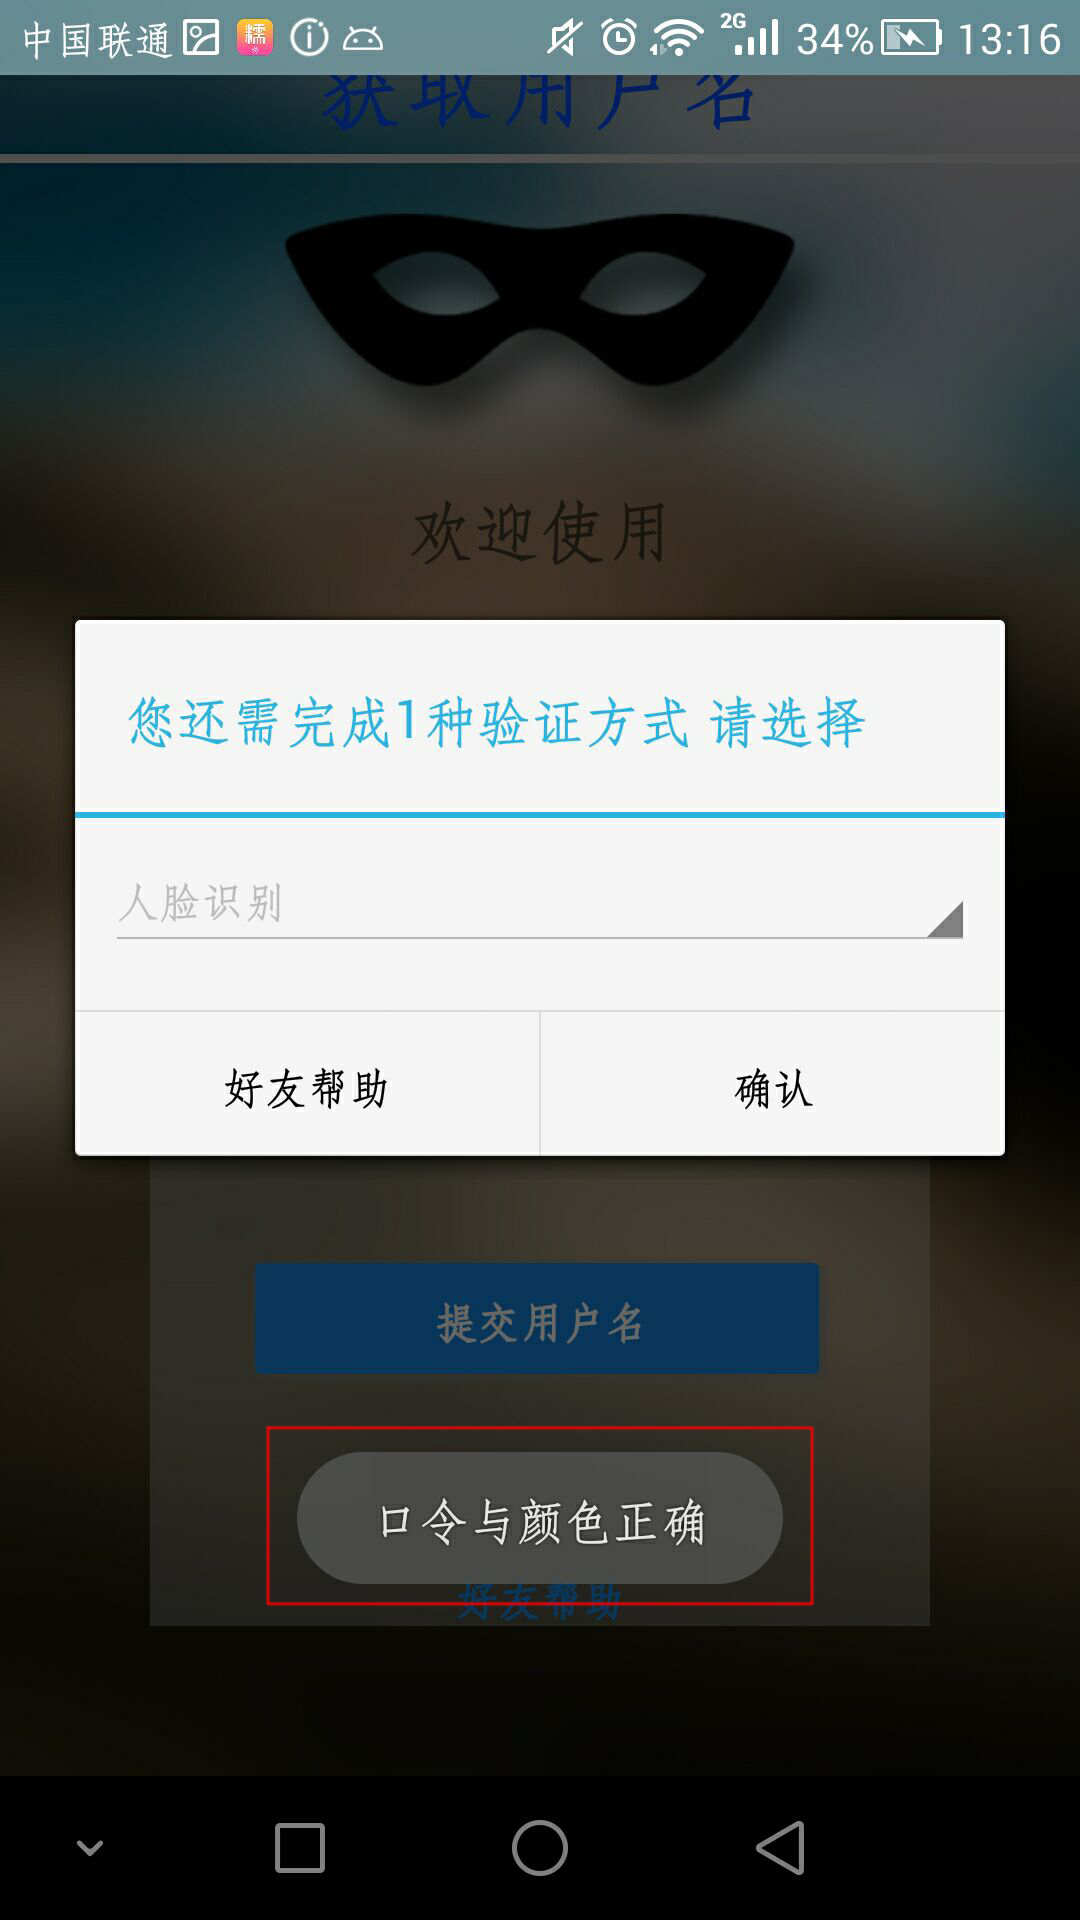 中国联通 糯 2G 34% 13:16
获取用户名
欢迎使用
您还需完成1种验证方式 请选择
人脸识别
好友帮助 确认
提交用户名
口令与颜色正确
好友帮助